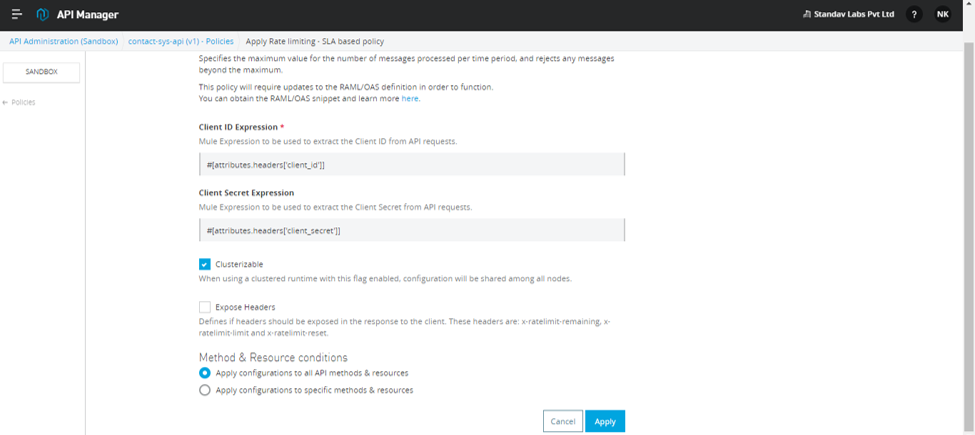 API Manager
Standav Labs Pvt Ltd
?
NK
API Administration (Sandbox)
contact-sys-api (v1) - Policies
Apply Rate limiting - SLA based policy
SANDBOX
← Policies
Specifies the maximum value for the number of messages processed per time period, and rejects any messages
beyond the maximum.
This policy will require updates to the RAML/OAS definition in order to function.
You can obtain the RAML/OAS snippet and learn more here.
Client ID Expression *
Mule Expression to be used to extract the Client ID from API requests.
#[attributes.headers['client_id']]
Client Secret Expression
Mule Expression to be used to extract the Client Secret from API requests.
#[attributes.headers['client_secret']]
Clusterizable
When using a clustered runtime with this flag enabled, configuration will be shared among all nodes.
Expose Headers
Defines if headers should be exposed in the response to the client. These headers are: x-ratelimit-remaining, x-
ratelimit-limit and x-ratelimit-reset.
Method & Resource conditions
Apply configurations to all API methods & resources
Apply configurations to specific methods & resources
Cancel
Apply